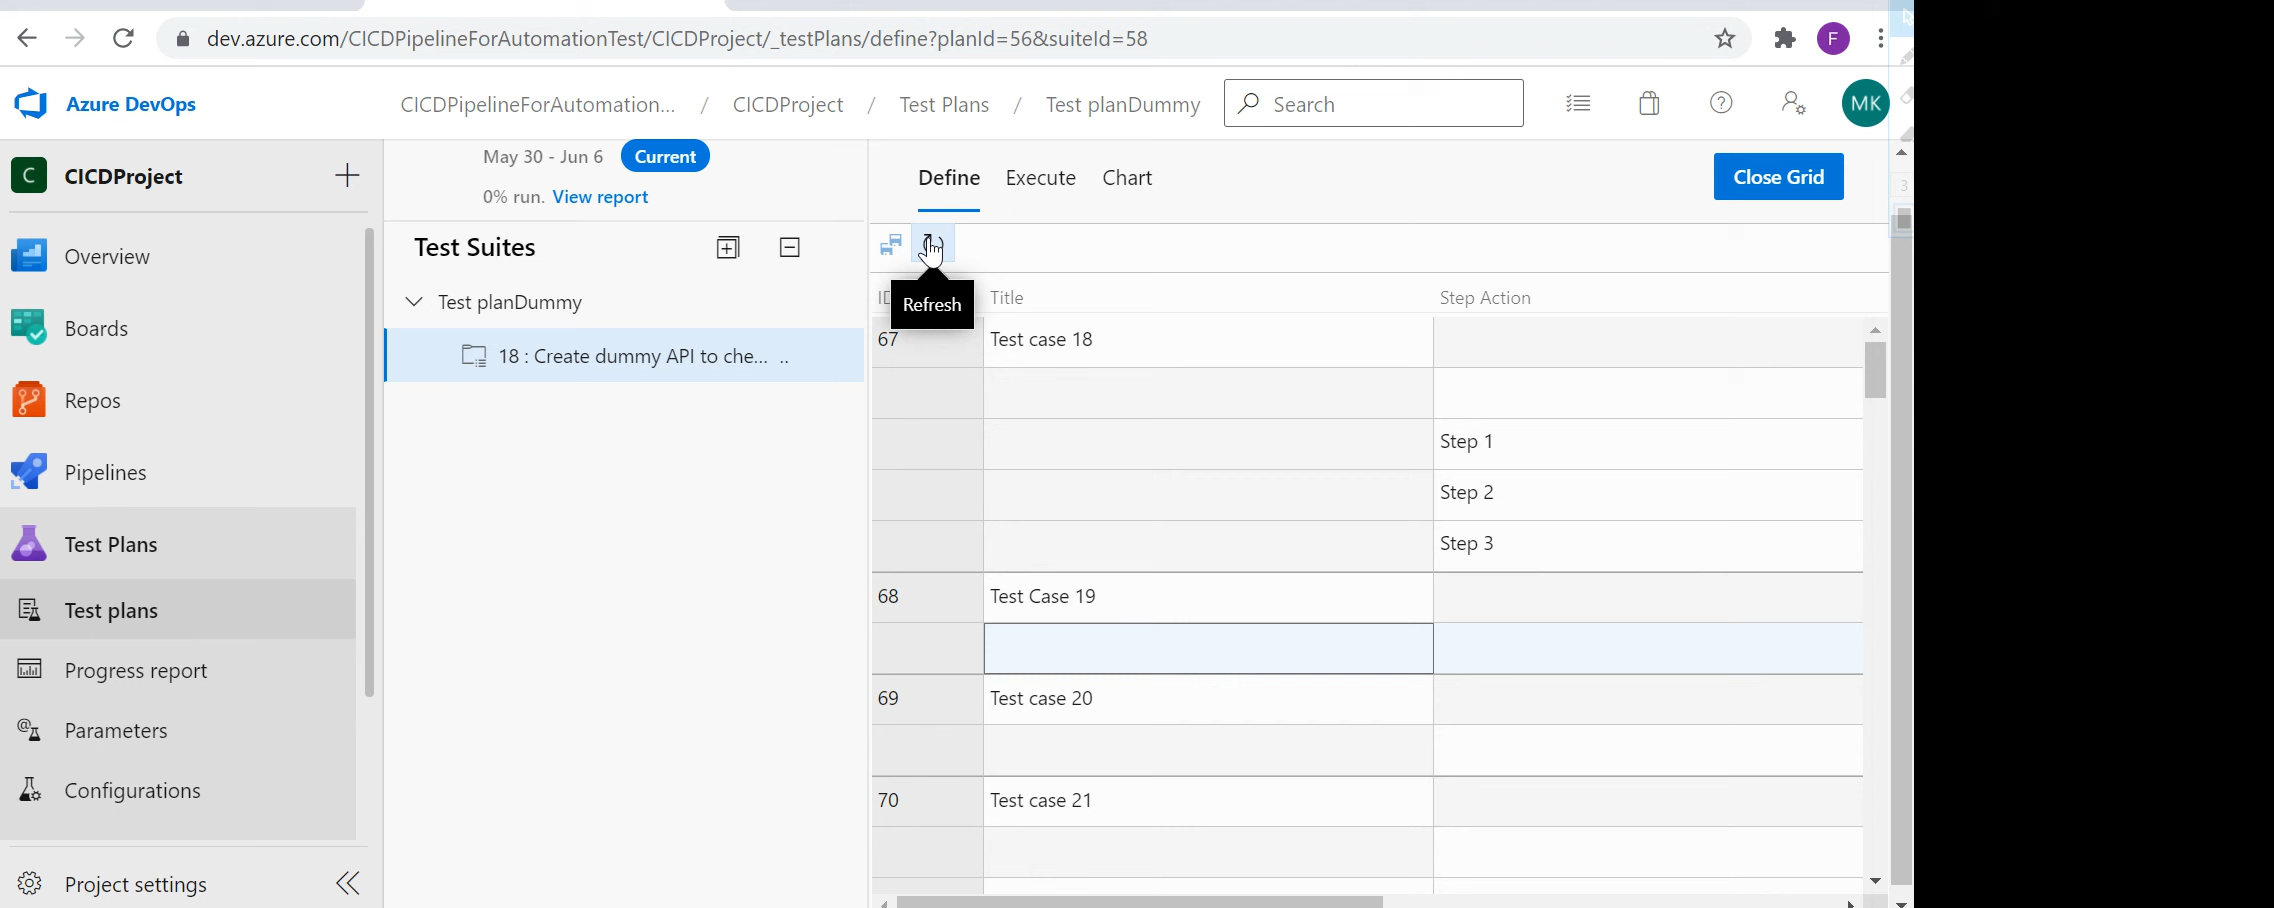 dev.azure.com/CICDPipelineForAutomationTest/CICDProject/_testPlans/define?planId=56&suiteId=58
F
Azure DevOps
CICDPipelineForAutomation... / CICDProject / Test Plans / Test planDummy
Search
MK
C CICDProject
Overview
Boards
Repos
Pipelines
Test Plans
Test plans
Progress report
Parameters
Configurations
Project settings
May 30 - Jun 6 Current
0% run. View report
Test Suites
Test planDummy
18 : Create dummy API to che... ..
Define Execute Chart
Close Grid
3
Refresh
Title Step Action
67 Test case 18
Step 1
Step 2
Step 3
68 Test Case 19
69 Test case 20
70 Test case 21